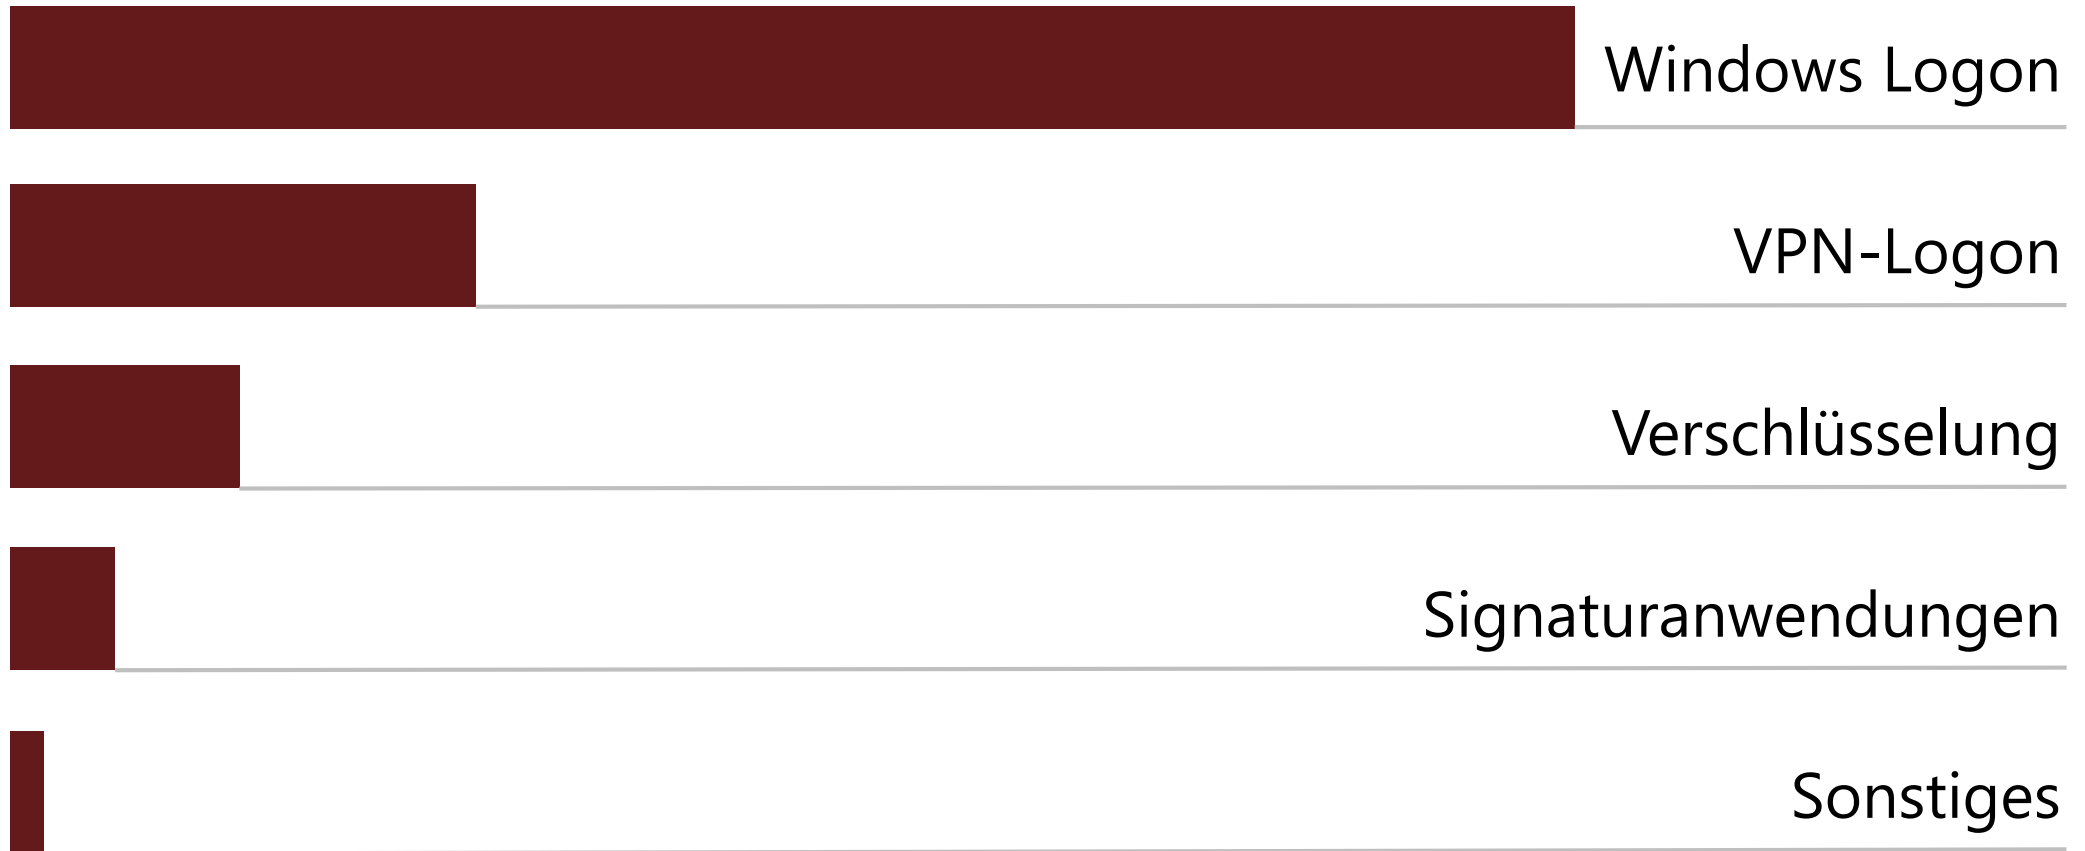 Windows Logon
VPN-Logon
Verschlüsselung
Signaturanwendungen
Sonstiges